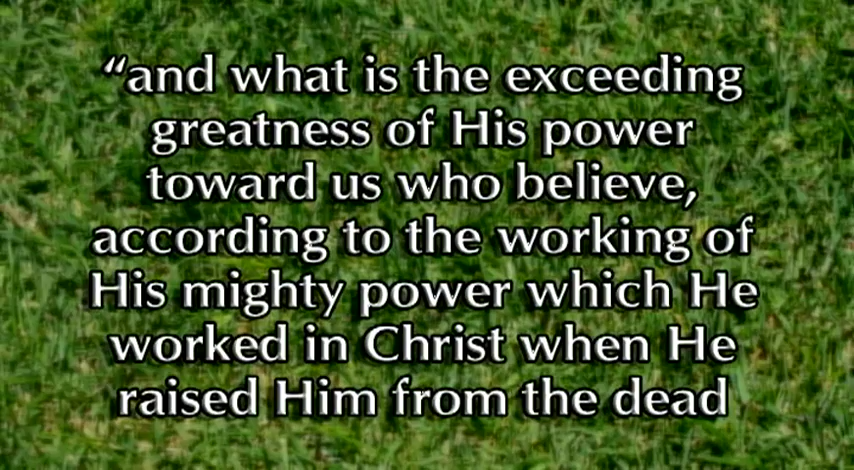 “and what is the exceeding
greatness of His power
toward us who believe,
according to the working of
His mighty power which He
worked in Christ when He
raised Him from the dead